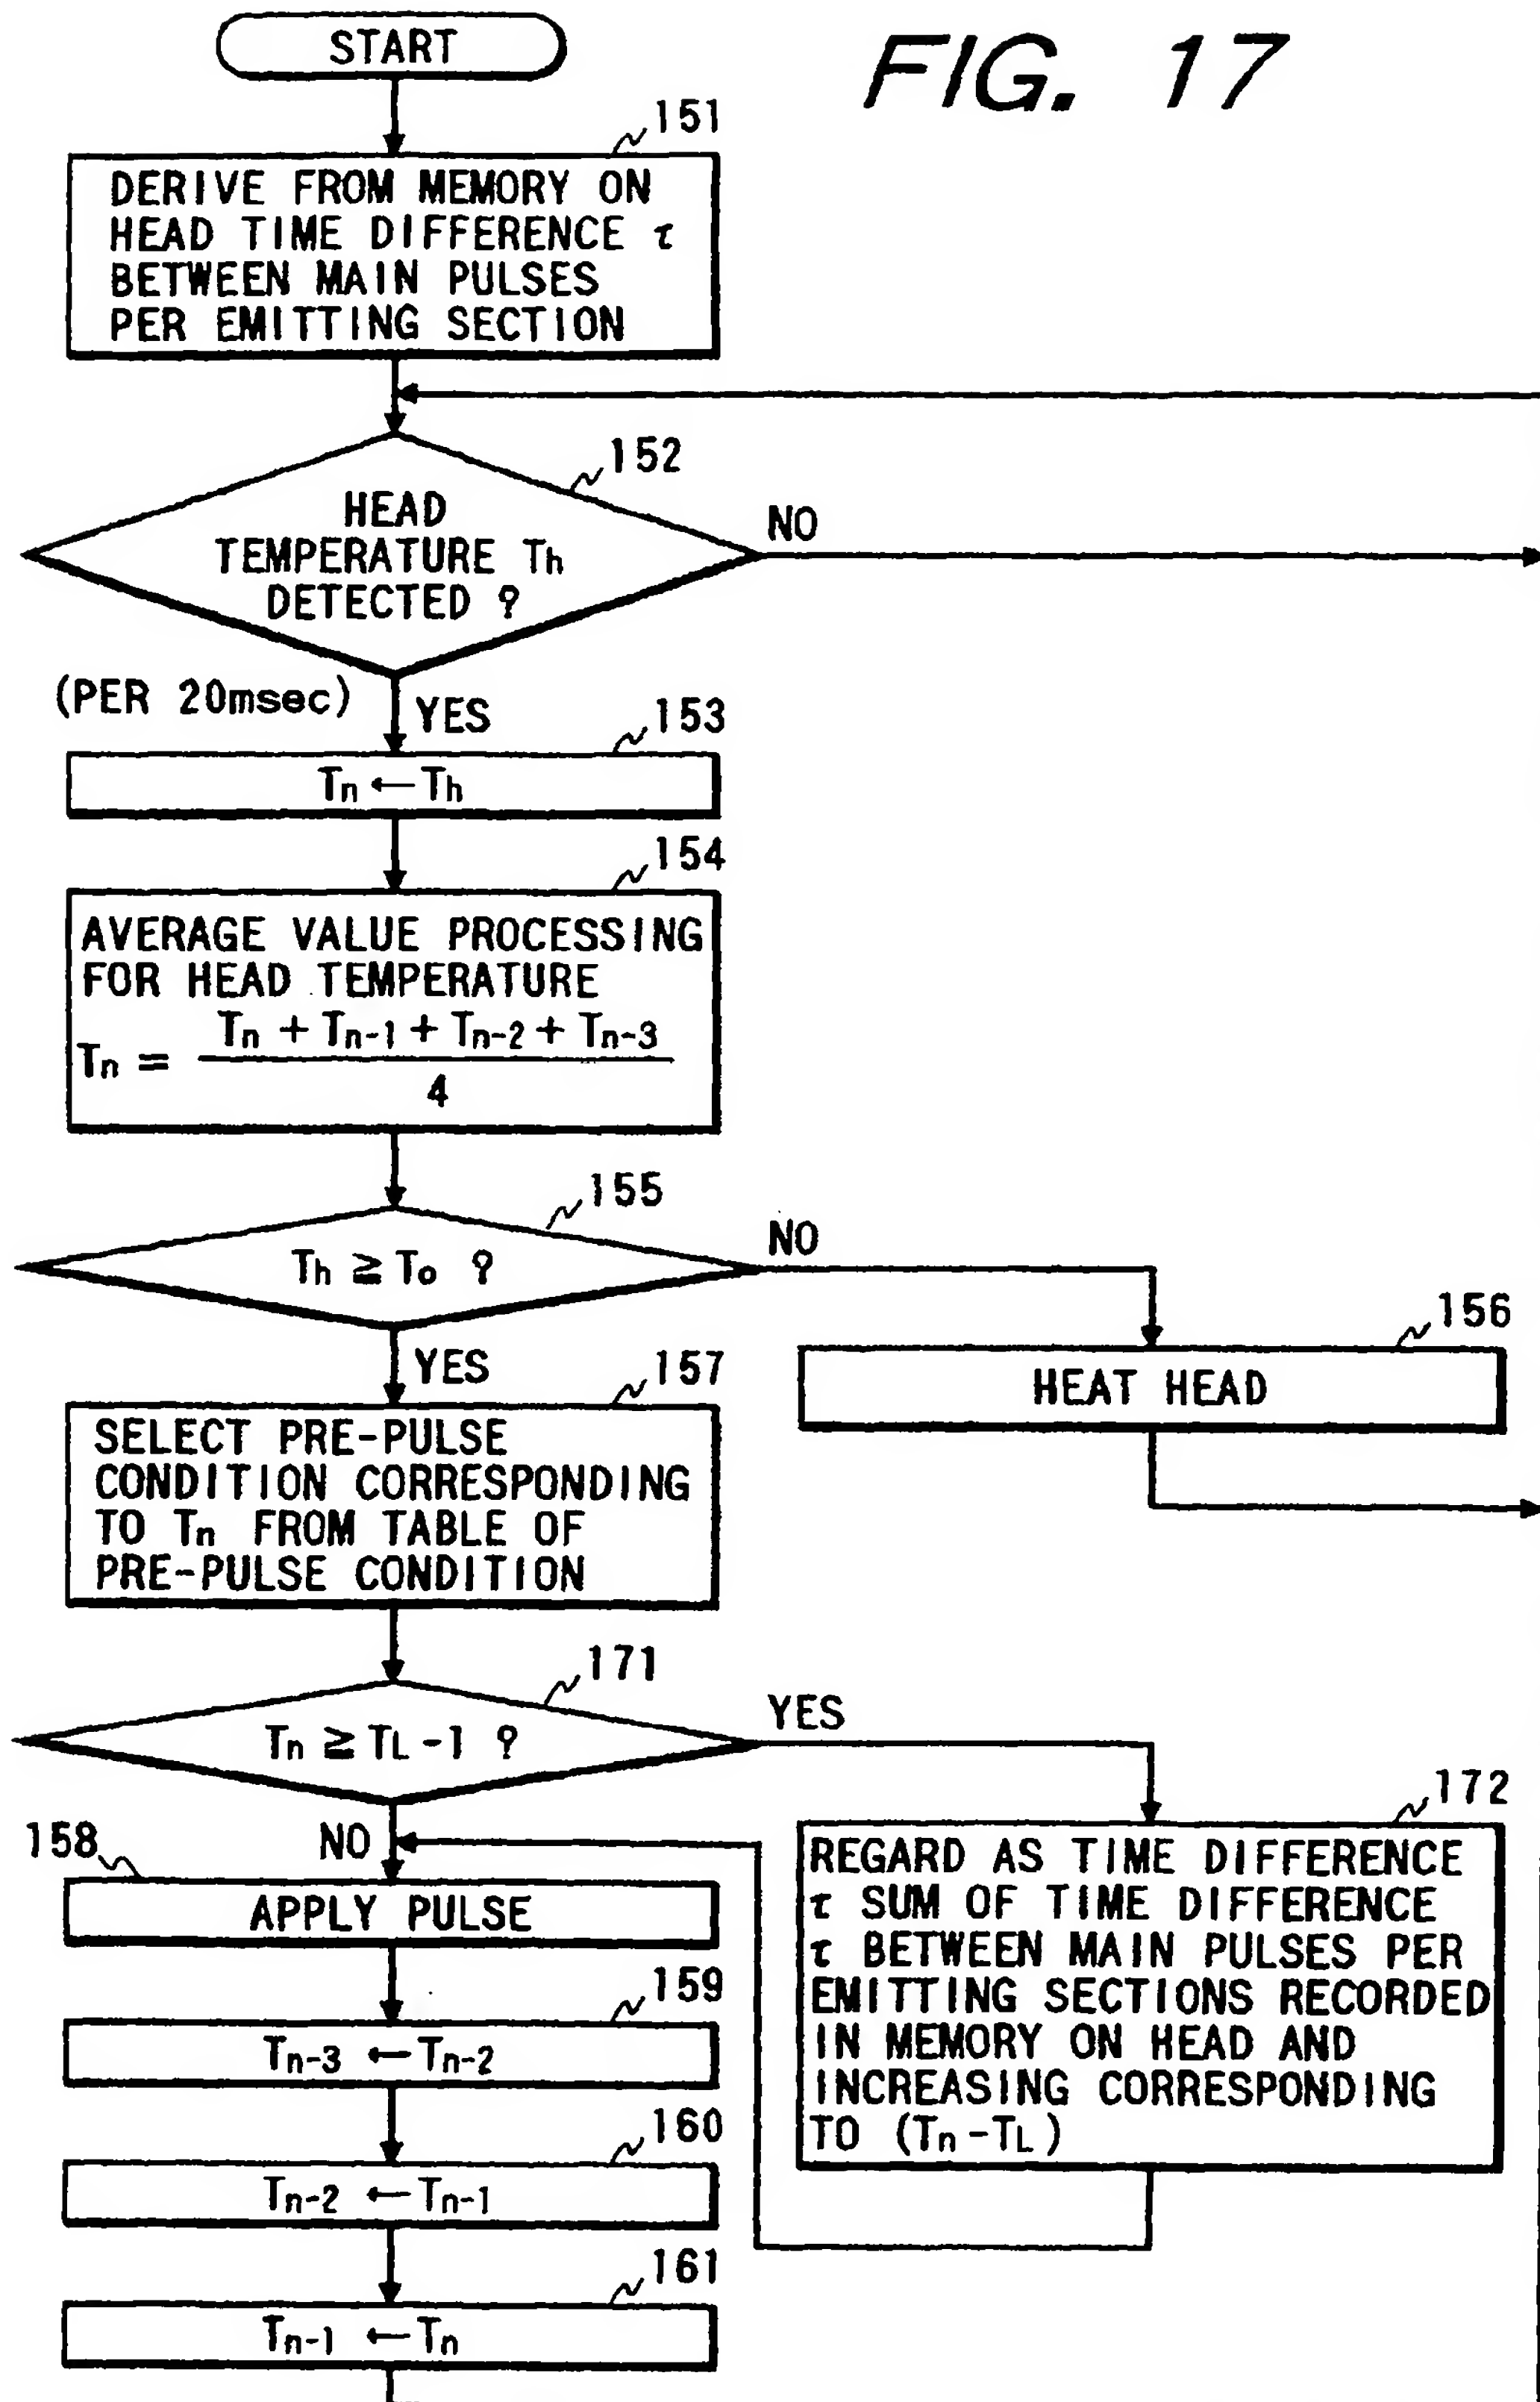 FIG. 17
START
151
DERIVE FROM MEMORY ON
HEAD TIME DIFFERENCE τ
BETWEEN MAIN PULSES
PER EMITTING SECTION
152
HEAD
TEMPERATURE Th
DETECTED ?
NO
(PER 20msec)
YES
153
Tn ← Th
154
AVERAGE VALUE PROCESSING
FOR HEAD TEMPERATURE
Tn = (Tn + Tn-1 + Tn-2 + Tn-3) / 4
155
Th ≧ To ?
NO
156
HEAT HEAD
YES
157
SELECT PRE-PULSE
CONDITION CORRESPONDING
TO Tn FROM TABLE OF
PRE-PULSE CONDITION
171
Tn ≧ TL -1 ?
YES
172
REGARD AS TIME DIFFERENCE
τ SUM OF TIME DIFFERENCE
τ BETWEEN MAIN PULSES PER
EMITTING SECTIONS RECORDED
IN MEMORY ON HEAD AND
INCREASING CORRESPONDING
TO (Tn -TL)
NO
158
APPLY PULSE
159
Tn-3 ← Tn-2
160
Tn-2 ← Tn-1
161
Tn-1 ← Tn